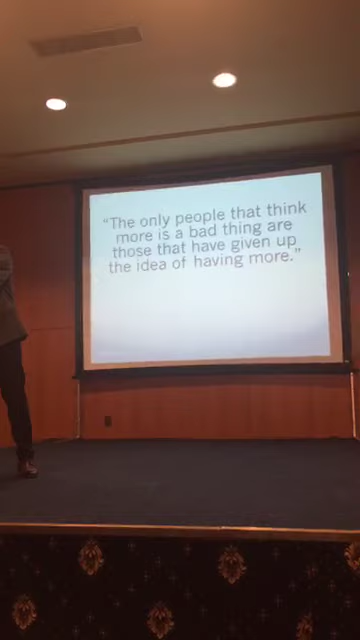 “The only people that think
more is a bad thing are
those that have given up
the idea of having more.”